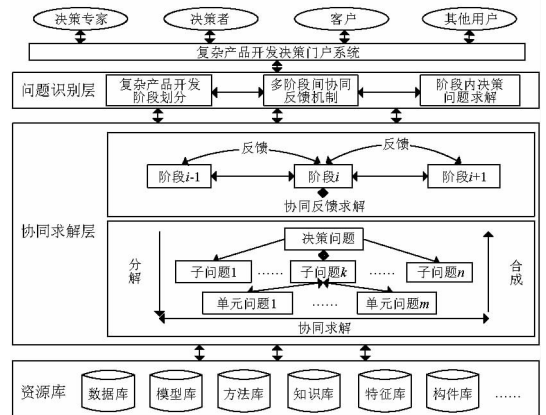 决策专家
决策者
客户
其他用户
复杂产品开发决策门户系统
问题识别层
复杂产品开发
阶段划分
多阶段间协同
反馈机制
阶段内决策
问题求解
协同求解层
反馈
反馈
阶段i-1
阶段i
阶段i+1
协同反馈求解
分解
决策问题
合成
子问题1
……
子问题k
……
子问题n
单元问题1
……
单元问题m
协同求解
资源库
数据库
模型库
方法库
知识库
特征库
构件库
……